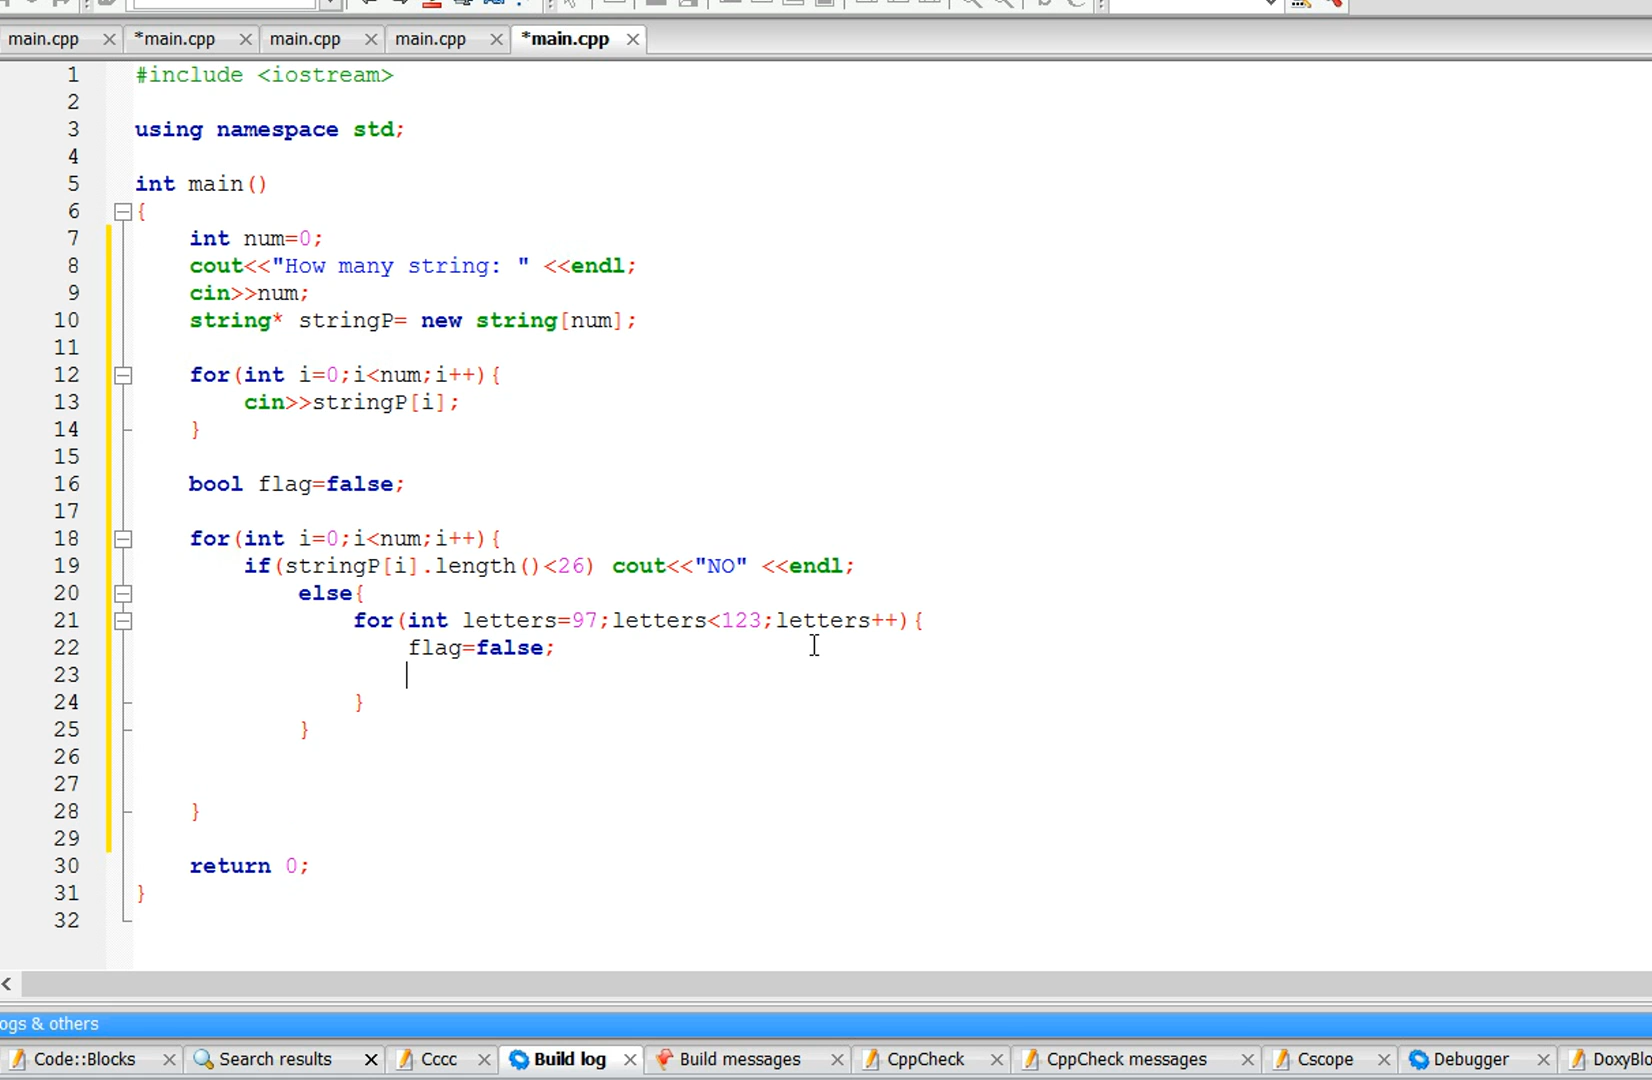 main.cpp *main.cpp main.cpp main.cpp *main.cpp
1 #include <iostream>
2
3 using namespace std;
4
5 int main()
6 {
7 int num=0;
8 cout<<"How many string: " <<endl;
9 cin>>num;
10 string* stringP= new string[num];
11
12 for(int i=0;i<num;i++){
13 cin>>stringP[i];
14 }
15
16 bool flag=false;
17
18 for(int i=0;i<num;i++){
19 if(stringP[i].length()<26) cout<<"NO" <<endl;
20 else{
21 for(int letters=97;letters<123;letters++){
22 flag=false;
23
24 }
25 }
26
27
28 }
29
30 return 0;
31 }
32
ogs & others
Code::Blocks Search results Cccc Build log Build messages CppCheck CppCheck messages Cscope Debugger DoxyBlo